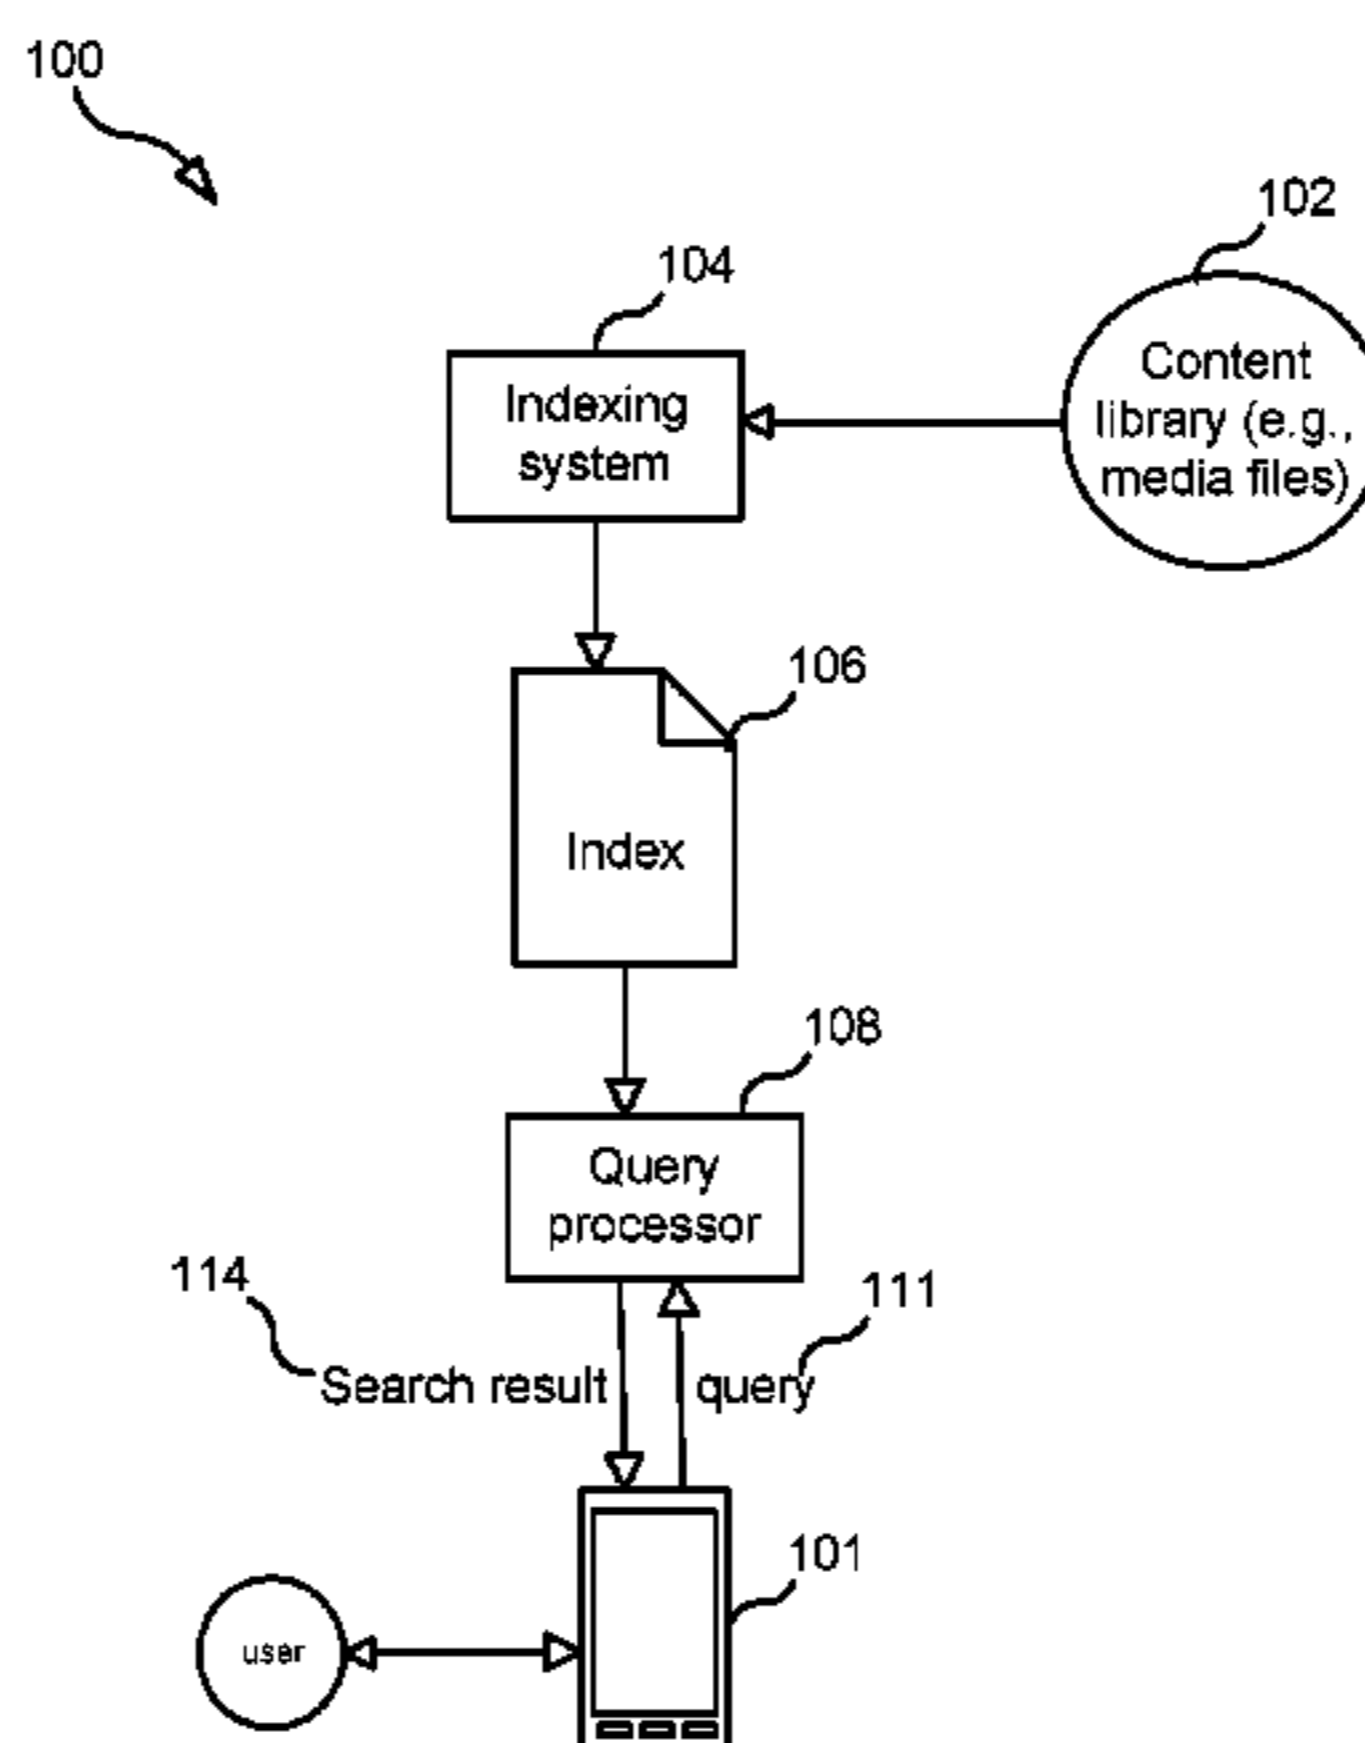 100
102
104
Indexing
system
Content
library (e.g.,
media files)
106
Index
108
Query
processor
114
111
Search result
query
101
user